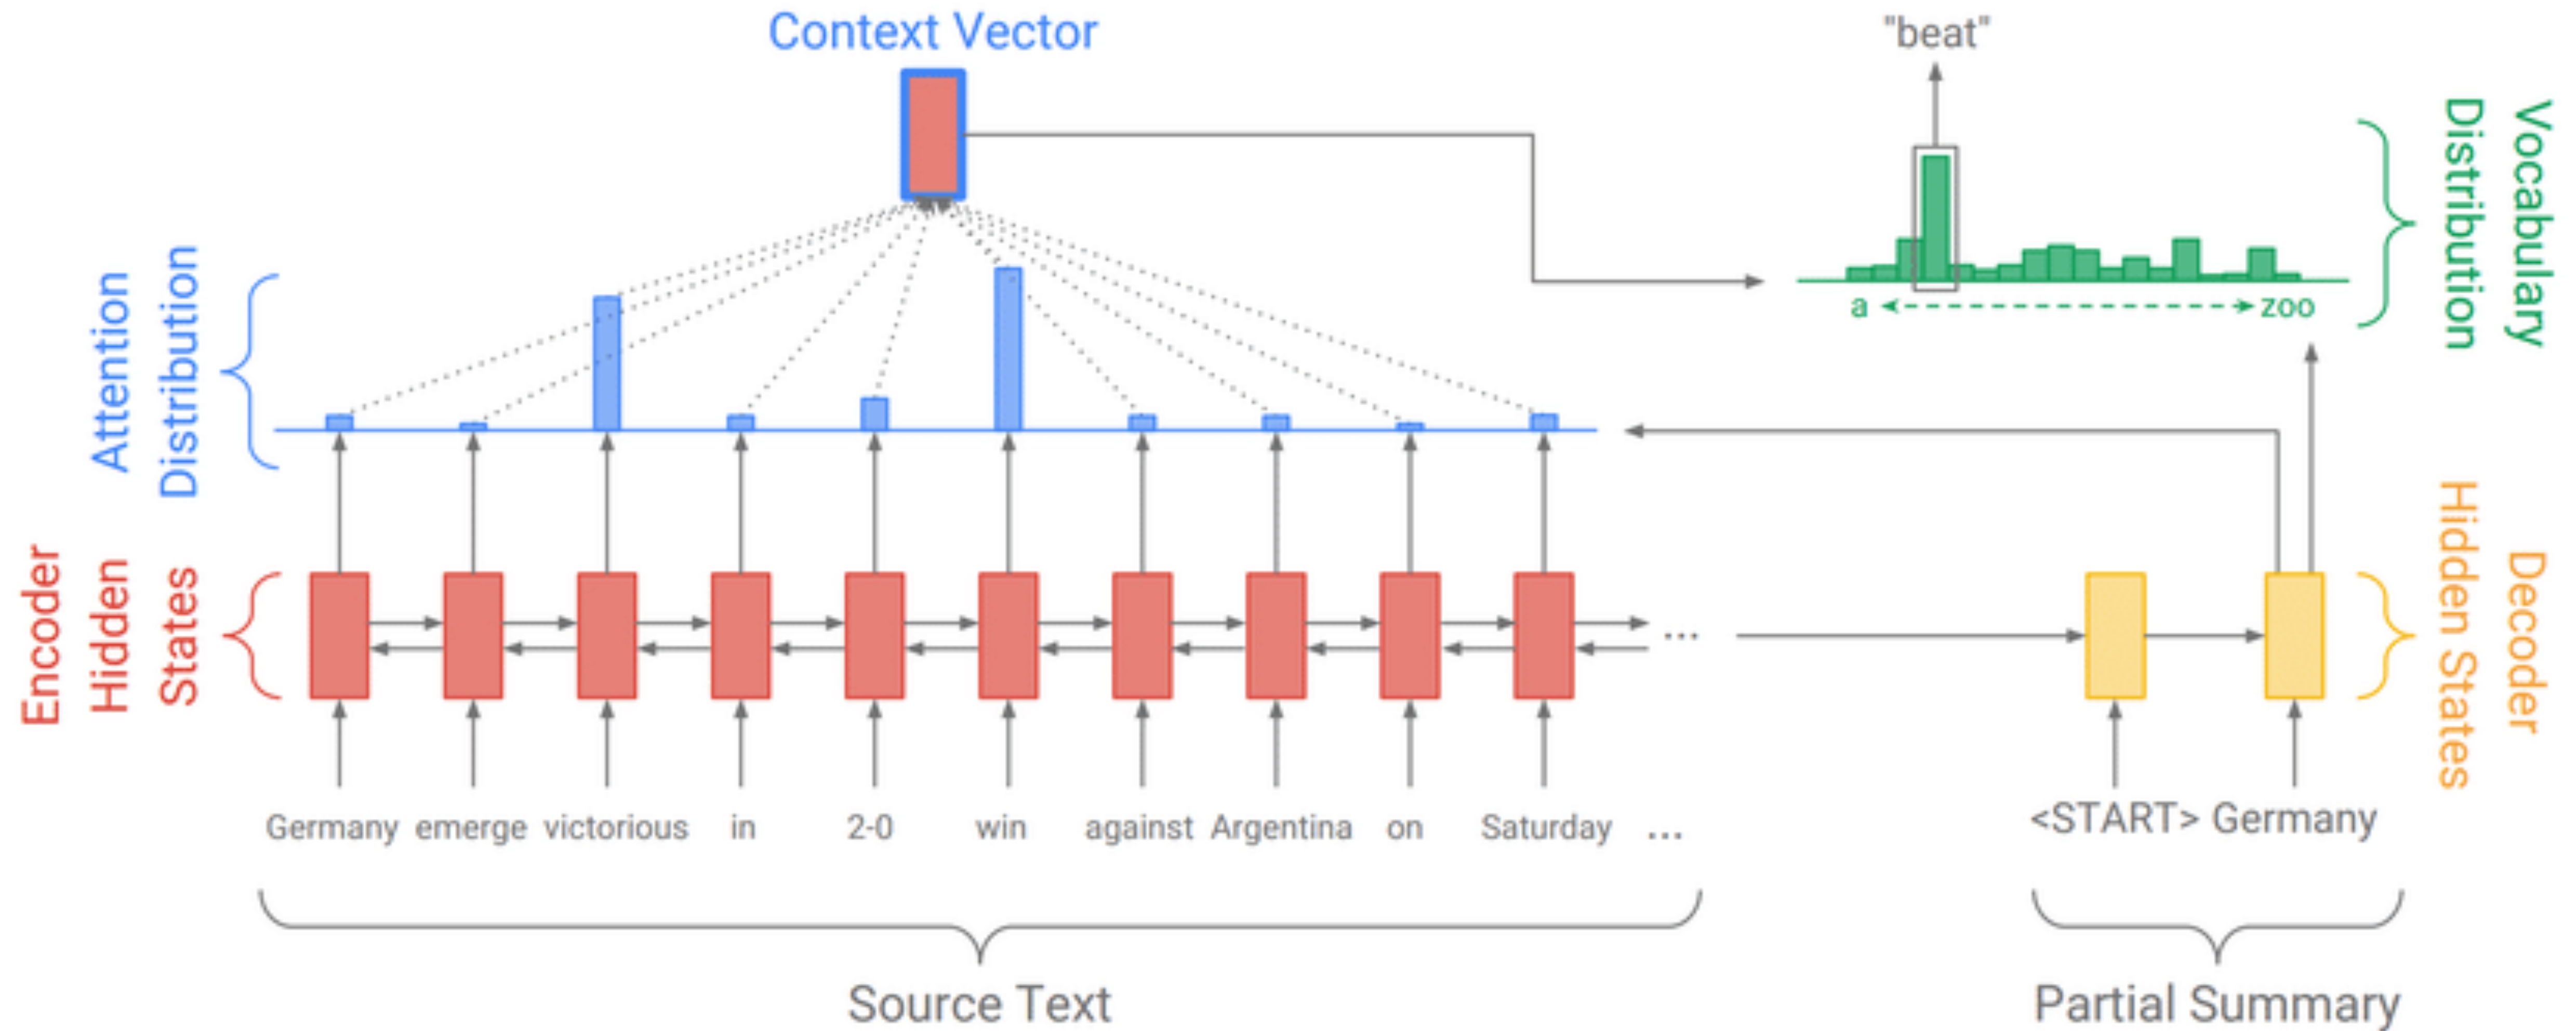 Context Vector
"beat"
Vocabulary
Distribution
a
zoo
Attention
Distribution
Encoder
Hidden
States
Decoder
Hidden States
Germany emerge victorious in 2-0 win against Argentina on Saturday ...
...
<START> Germany
Source Text
Partial Summary